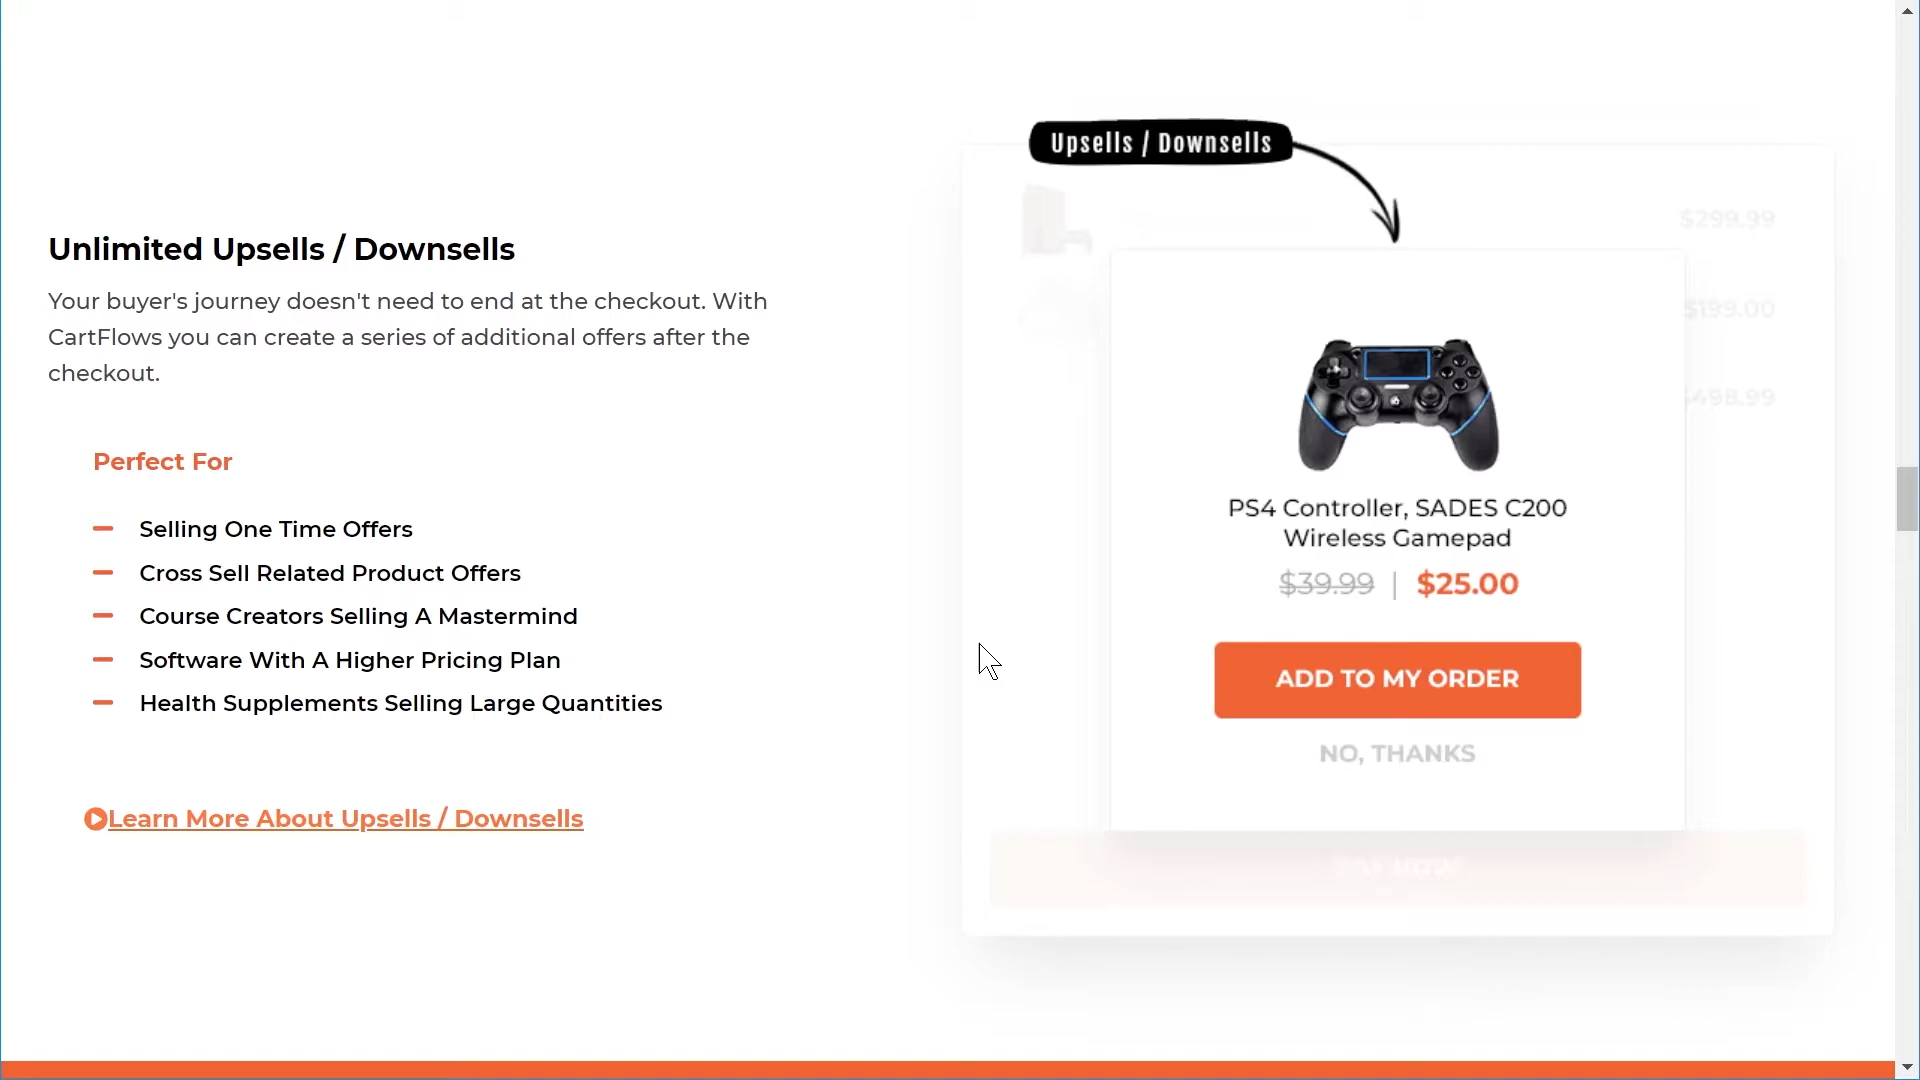 Upsells / Downsells
$299.99
Unlimited Upsells / Downsells
Your buyer's journey doesn't need to end at the checkout. With
CartFlows you can create a series of additional offers after the
checkout.
$199.00
$498.99
Perfect For
Selling One Time Offers
Cross Sell Related Product Offers
Course Creators Selling A Mastermind
Software With A Higher Pricing Plan
Health Supplements Selling Large Quantities
Learn More About Upsells / Downsells
PS4 Controller, SADES C200
Wireless Gamepad
$39.99 | $25.00
ADD TO MY ORDER
NO, THANKS